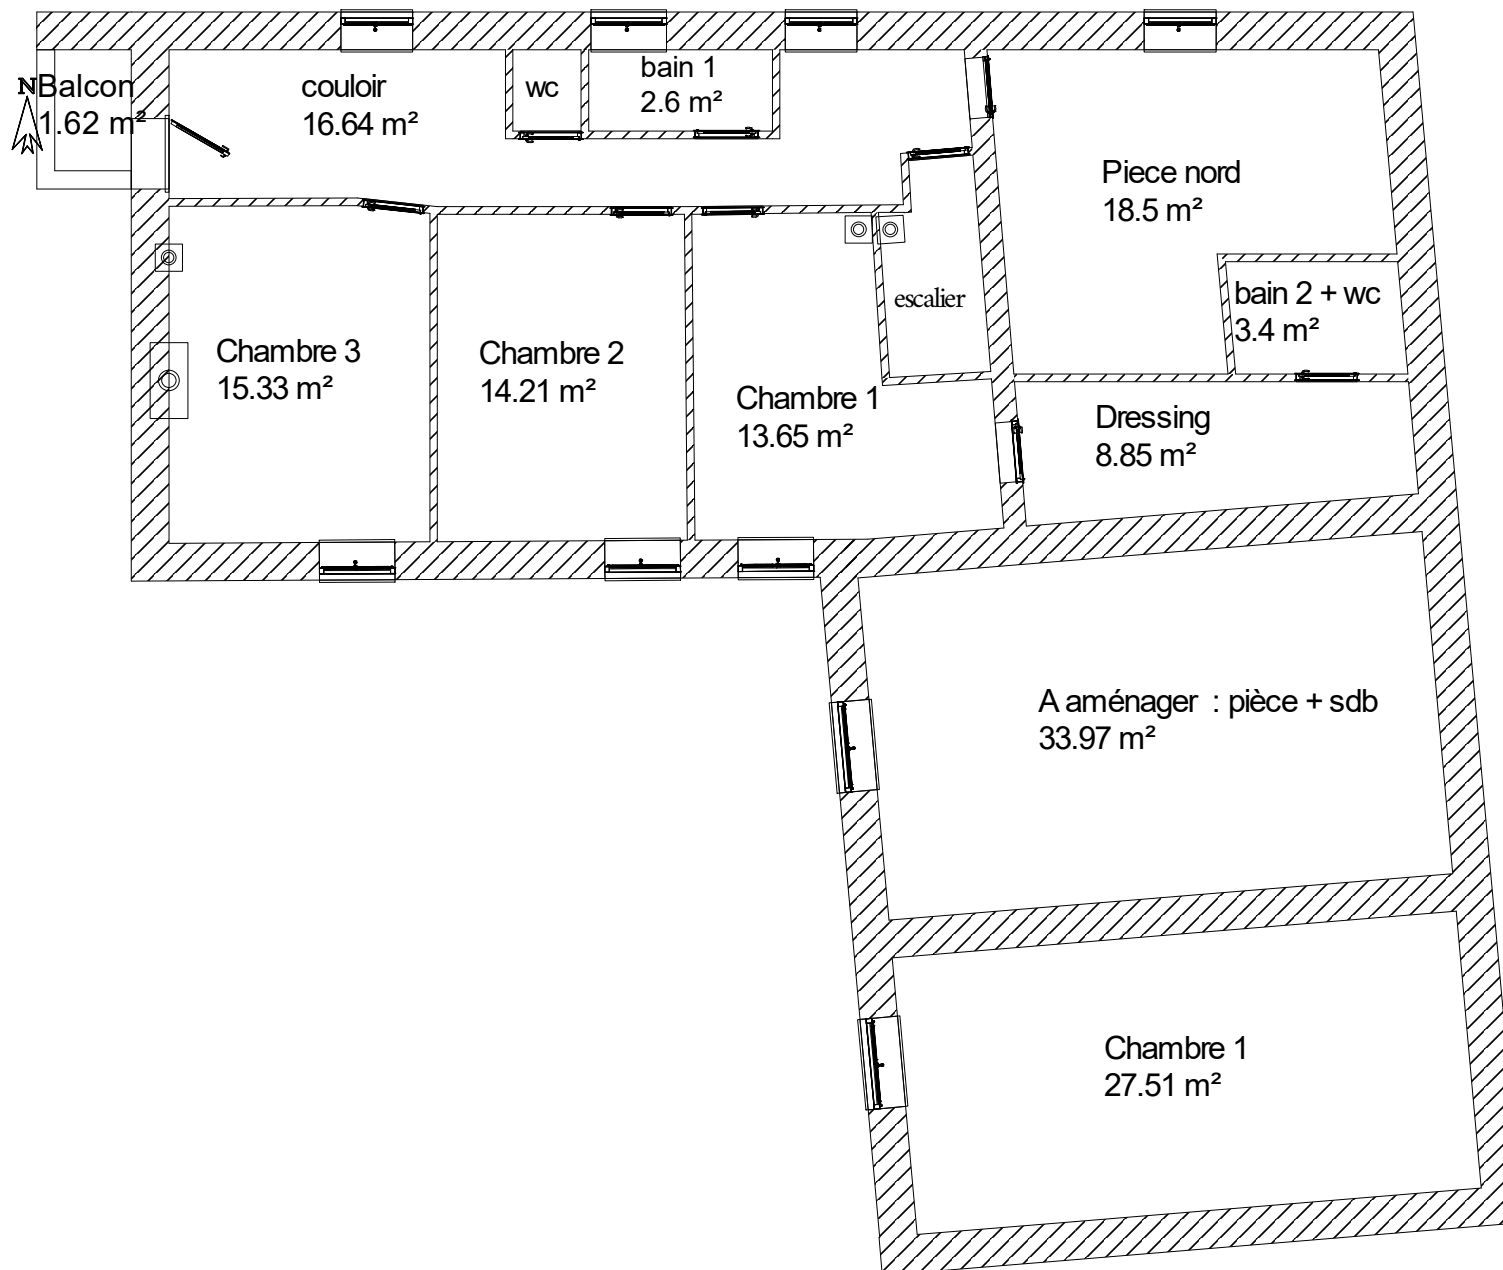 N
Balcon
1.62 m²
couloir
16.64 m²
wc
bain 1
2.6 m²
Piece nord
18.5 m²
bain 2 + wc
3.4 m²
escalier
Chambre 3
15.33 m²
Chambre 2
14.21 m²
Chambre 1
13.65 m²
Dressing
8.85 m²
A aménager : pièce + sdb
33.97 m²
Chambre 1
27.51 m²